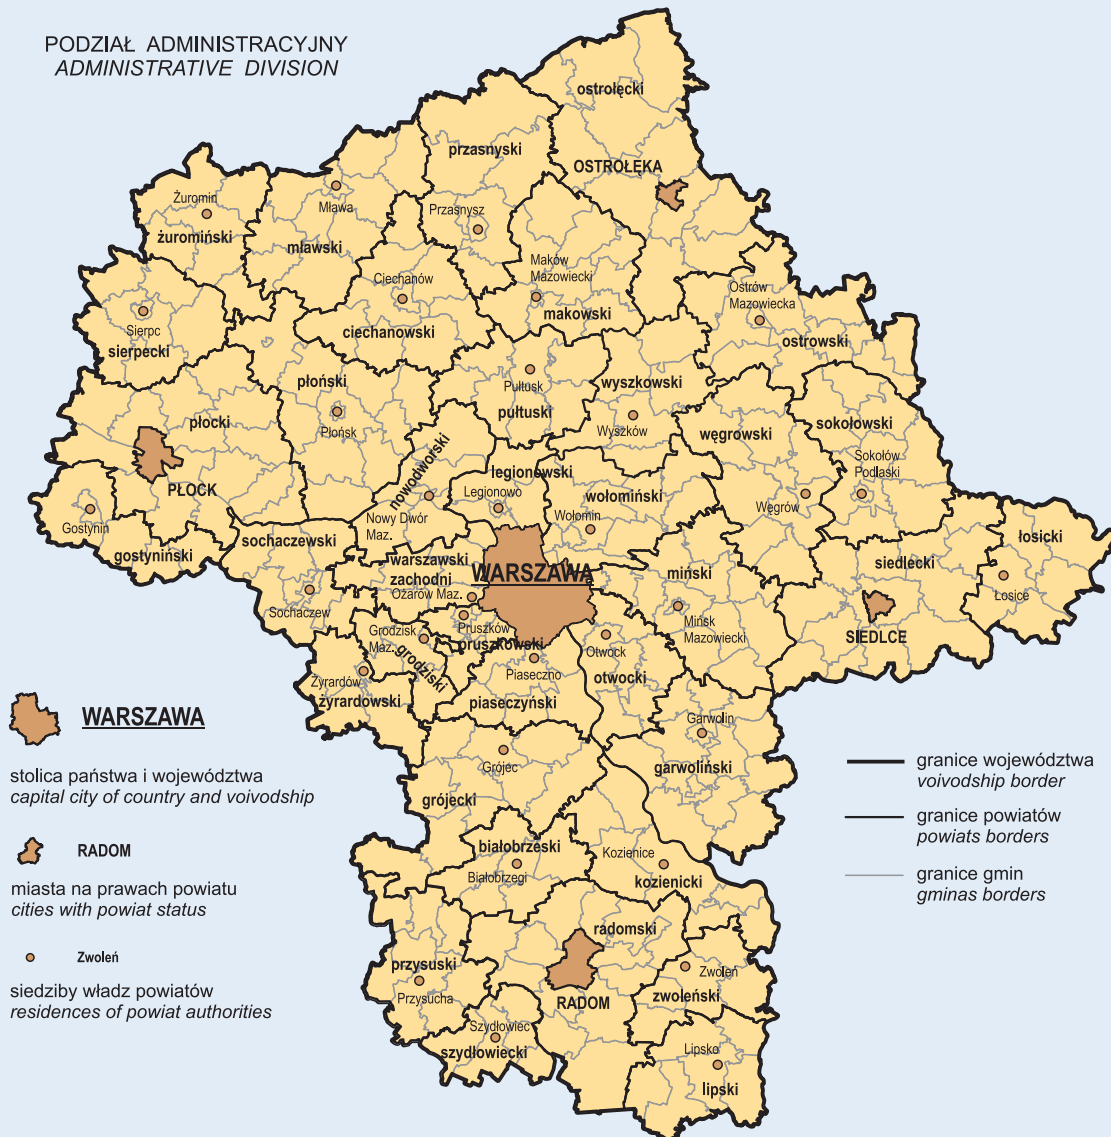 PODZIAŁ ADMINISTRACYJNY
ADMINISTRATIVE DIVISION
ostrołęcki
przasnyski
OSTROŁĘKA
Żuromin
Mława
Przasnysz
żuromiński
mławski
Maków
Mazowiecki
Ciechanów
Ostrów
Mazowiecka
makowski
Sierpc
sierpecki
ciechanowski
ostrowski
płoński
Pułtusk
wyszkowski
pułtuski
płocki
Płońsk
Wyszków
węgrowski
sokołowski
nowodworski
Sokołów
Podlaski
legionowski
PŁOCK
Legionowo
wołomiński
Węgrów
Gostynin
Nowy Dwór
Maz.
Wołomin
gostyniński
sochaczewski
warszawski
zachodni
WARSZAWA
Ożarów Maz.
miński
siedlecki
łosicki
Łosice
Sochaczew
Pruszków
Mińsk
Mazowiecki
SIEDLCE
Grodzisk
Maz.
pruszkowski
grodziski
Otwock
Piaseczno
otwocki
Żyrardów
żyrardowski
piaseczyński
Garwolin
garwoliński
Grójec
grójecki
białobrzeski
Białobrzegi
Kozienice
kozienicki
radomski
przysuski
Przysucha
Zwoleń
zwoleński
RADOM
Szydłowiec
szydłowiecki
Lipsko
lipski
WARSZAWA
stolica państwa i województwa
capital city of country and voivodship
RADOM
miasta na prawach powiatu
cities with powiat status
Zwoleń
siedziby władz powiatów
residences of powiat authorities
granice województwa
voivodship border
granice powiatów
powiats borders
granice gmin
gminas borders